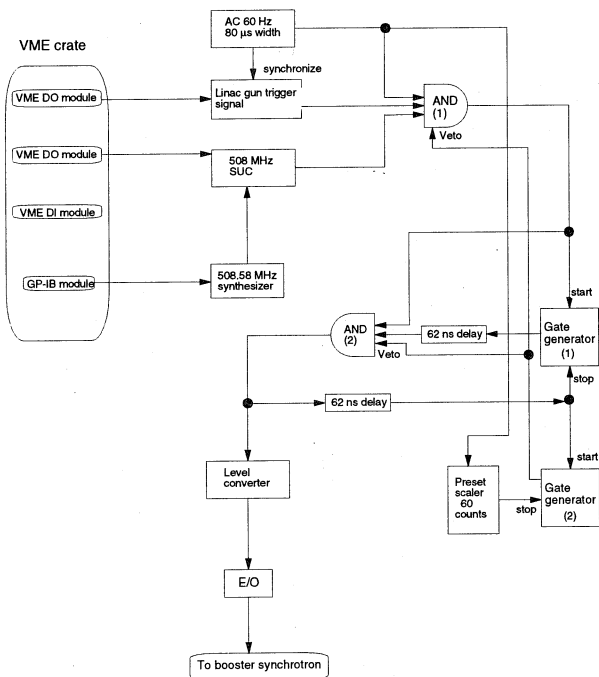 AC 60 Hz
80 μs width
VME crate
synchronize
VME DO module
Linac gun trigger
signal
AND
(1)
Veto
VME DO module
508 MHz
SUC
VME DI module
GP-IB module
508.58 MHz
synthesizer
start
AND
(2)
Veto
62 ns delay
Gate
generator
(1)
stop
62 ns delay
start
Level
converter
Preset
scaler
60
counts
stop
Gate
generator
(2)
E/O
To booster synchrotron